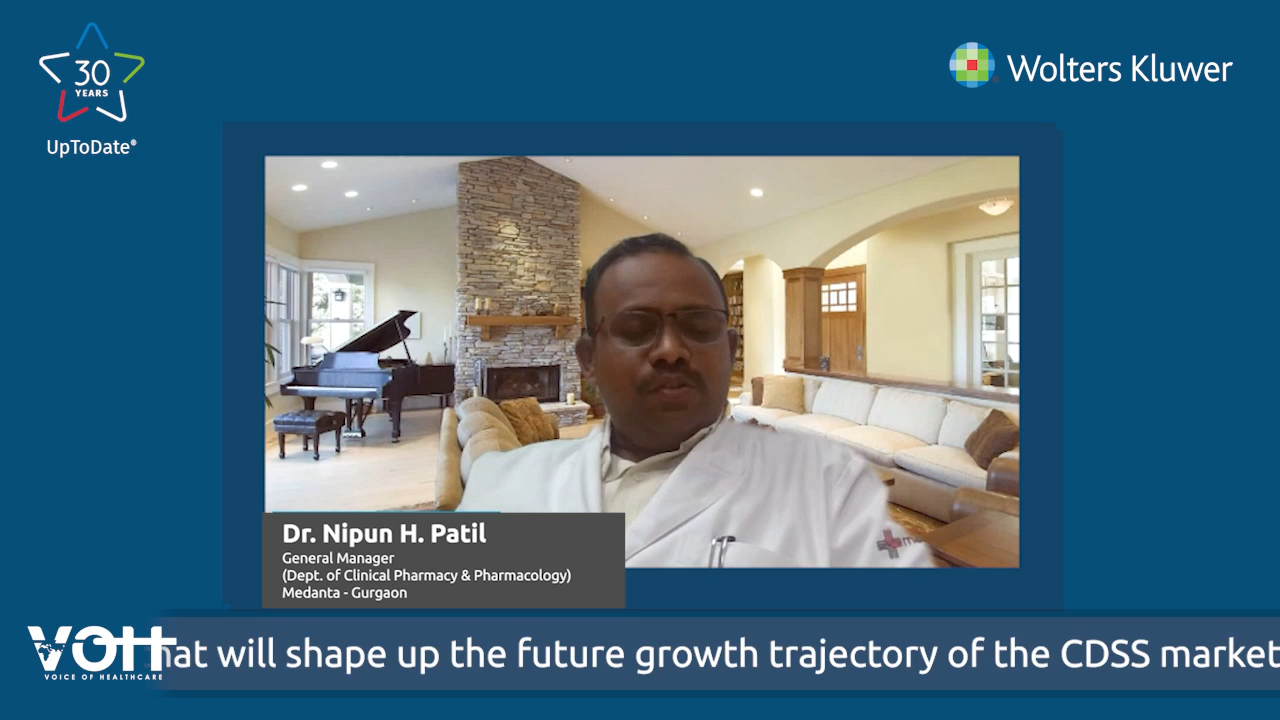 30
YEARS
UpToDate®
Wolters Kluwer
Dr. Nipun H. Patil
General Manager
(Dept. of Clinical Pharmacy & Pharmacology)
Medanta - Gurgaon
VOH
VOICE OF HEALTHCARE
will shape up the future growth trajectory of the CDSS market